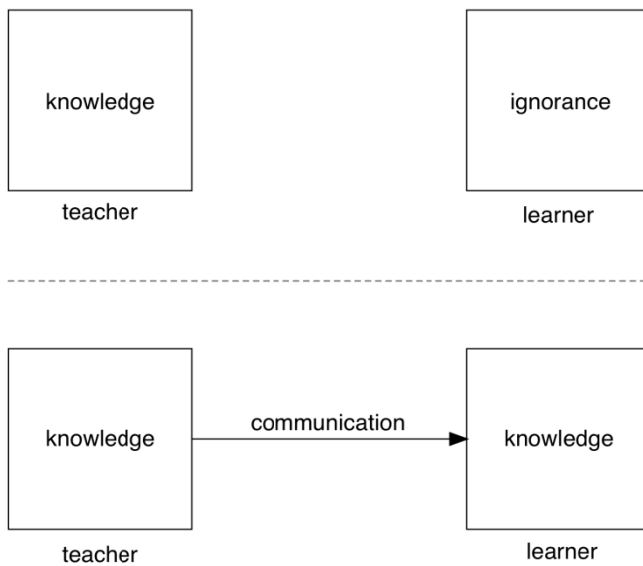 knowledge
ignorance
teacher
learner
communication
knowledge
knowledge
teacher
learner